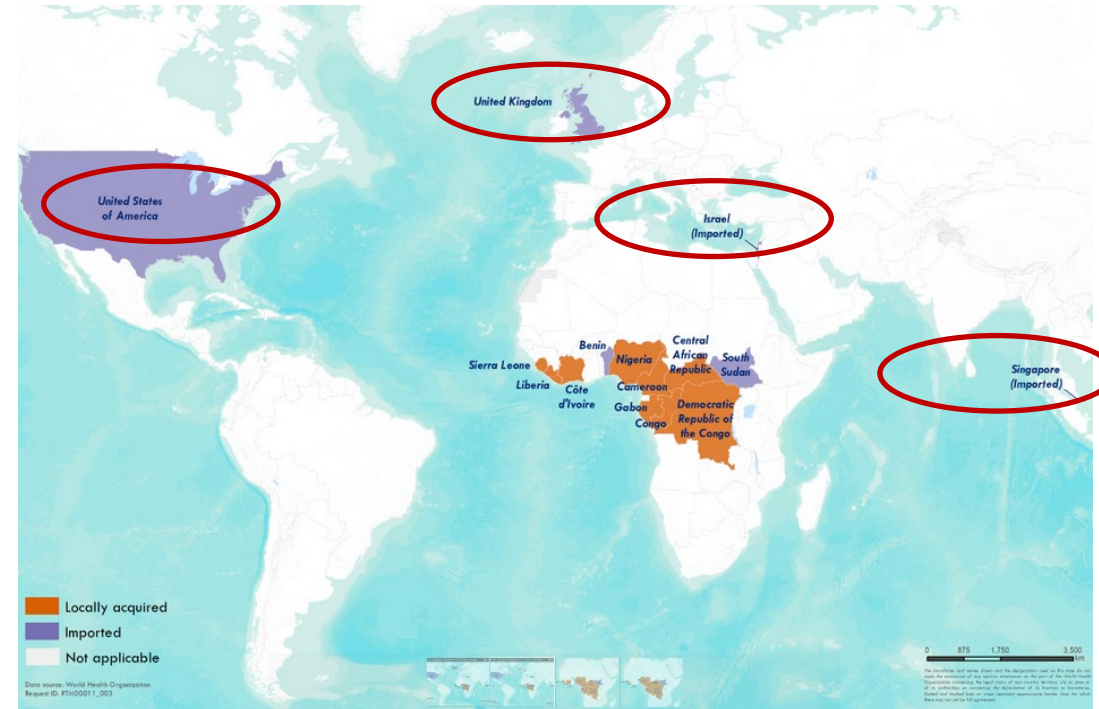 United Kingdom
United States
of America
Israel
(Imported)
Singapore
(Imported)
Sierra Leone
Liberia
Côte
d'Ivoire
Benin
Nigeria
Cameroon
Gabon
Congo
Central
African
Republic
South
Sudan
Democratic
Republic of
the Congo
Locally acquired
Imported
Not applicable
Data source: World Health Organization
Request ID: RITM00011_003
0 875 1,750 3,500
km